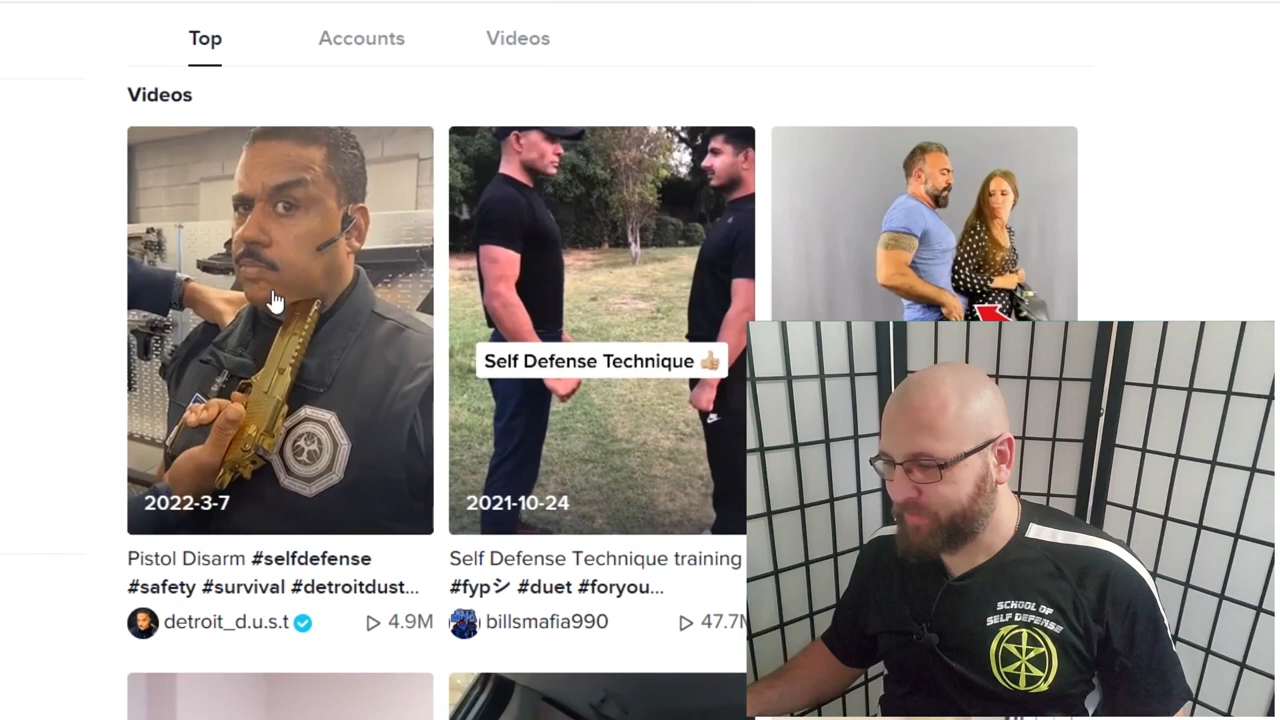 Top
Accounts
Videos
Videos
Self Defense Technique 👍🏼
2022-3-7
2021-10-24
Pistol Disarm #selfdefense
#safety #survival #detroitdust...
detroit_d.u.s.t
4.9M
Self Defense Technique training
#fypシ #duet #foryou...
billsmafia990
47.7
SCHOOL OF
SELF DEFENSE